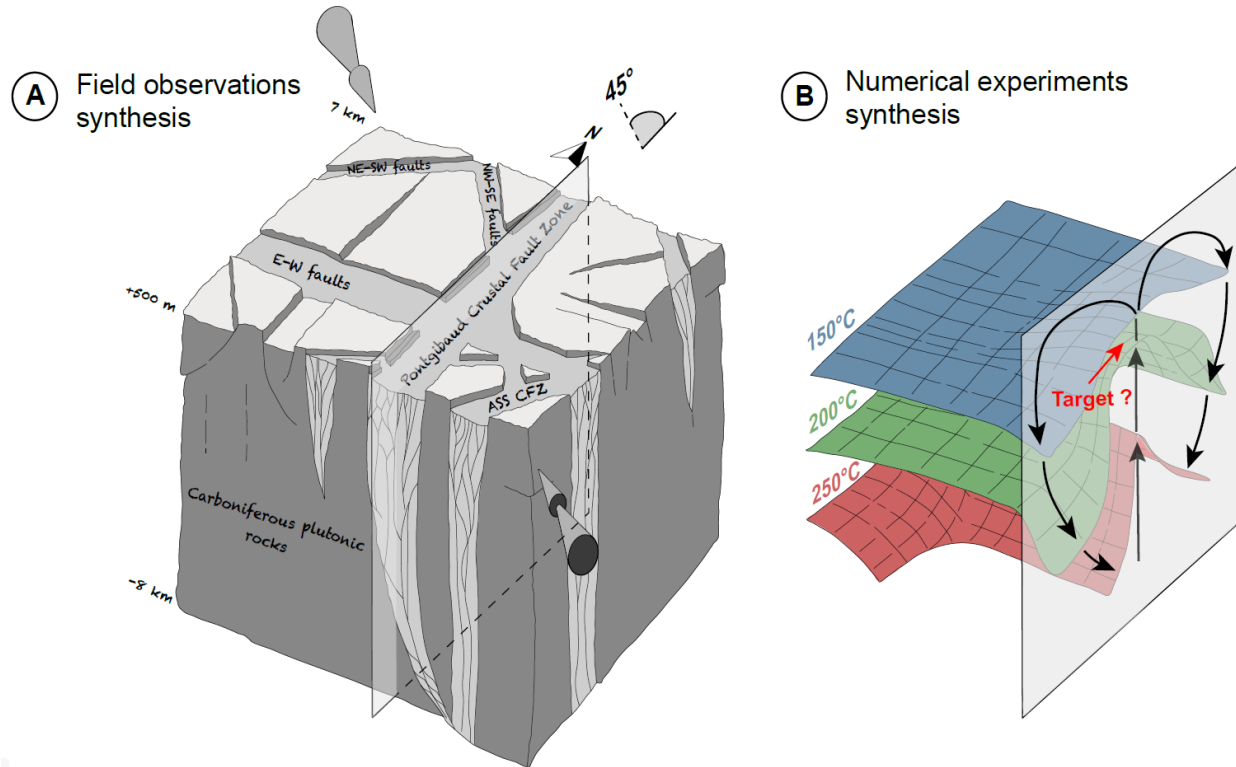 A
Field observations
synthesis
7 km
45°
N
NE-SW faults
NW-SE faults
E-W faults
Pontgibaud Crustal Fault Zone
ASS CFZ
+500 m
Carboniferous plutonic
rocks
-8 km
B
Numerical experiments
synthesis
150°C
200°C
250°C
Target ?